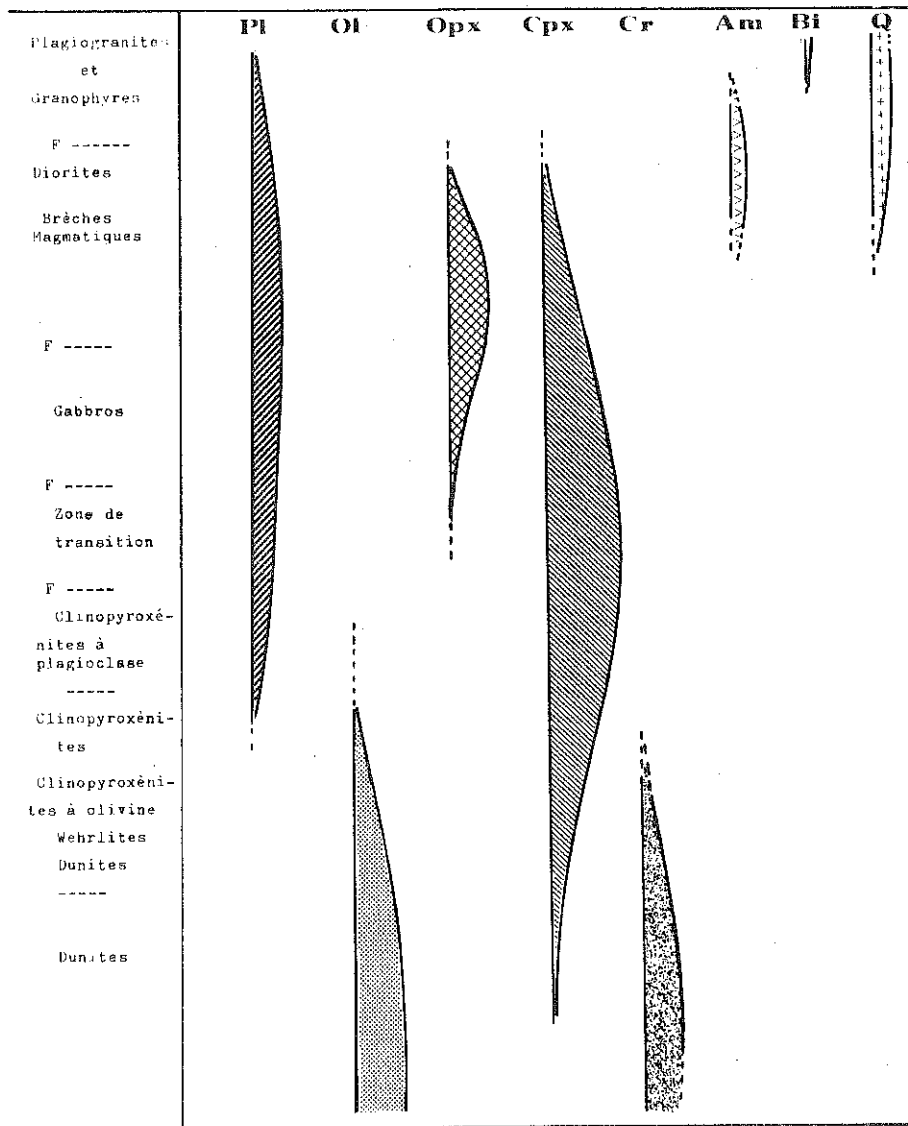 Pl Ol Opx Cpx Cr Am Bi Q
Plagiogranites
et
Granophyres
F ------
Diorites
Brèches
Magmatiques
F -----
Gabbros
F -----
Zone de
transition
F -----
Clinopyroxé-
nites à
plagioclase
-----
Clinopyroxèni-
tes
Clinopyroxèni-
tes à olivine
Wehrlites
Dunites
-----
Dunites